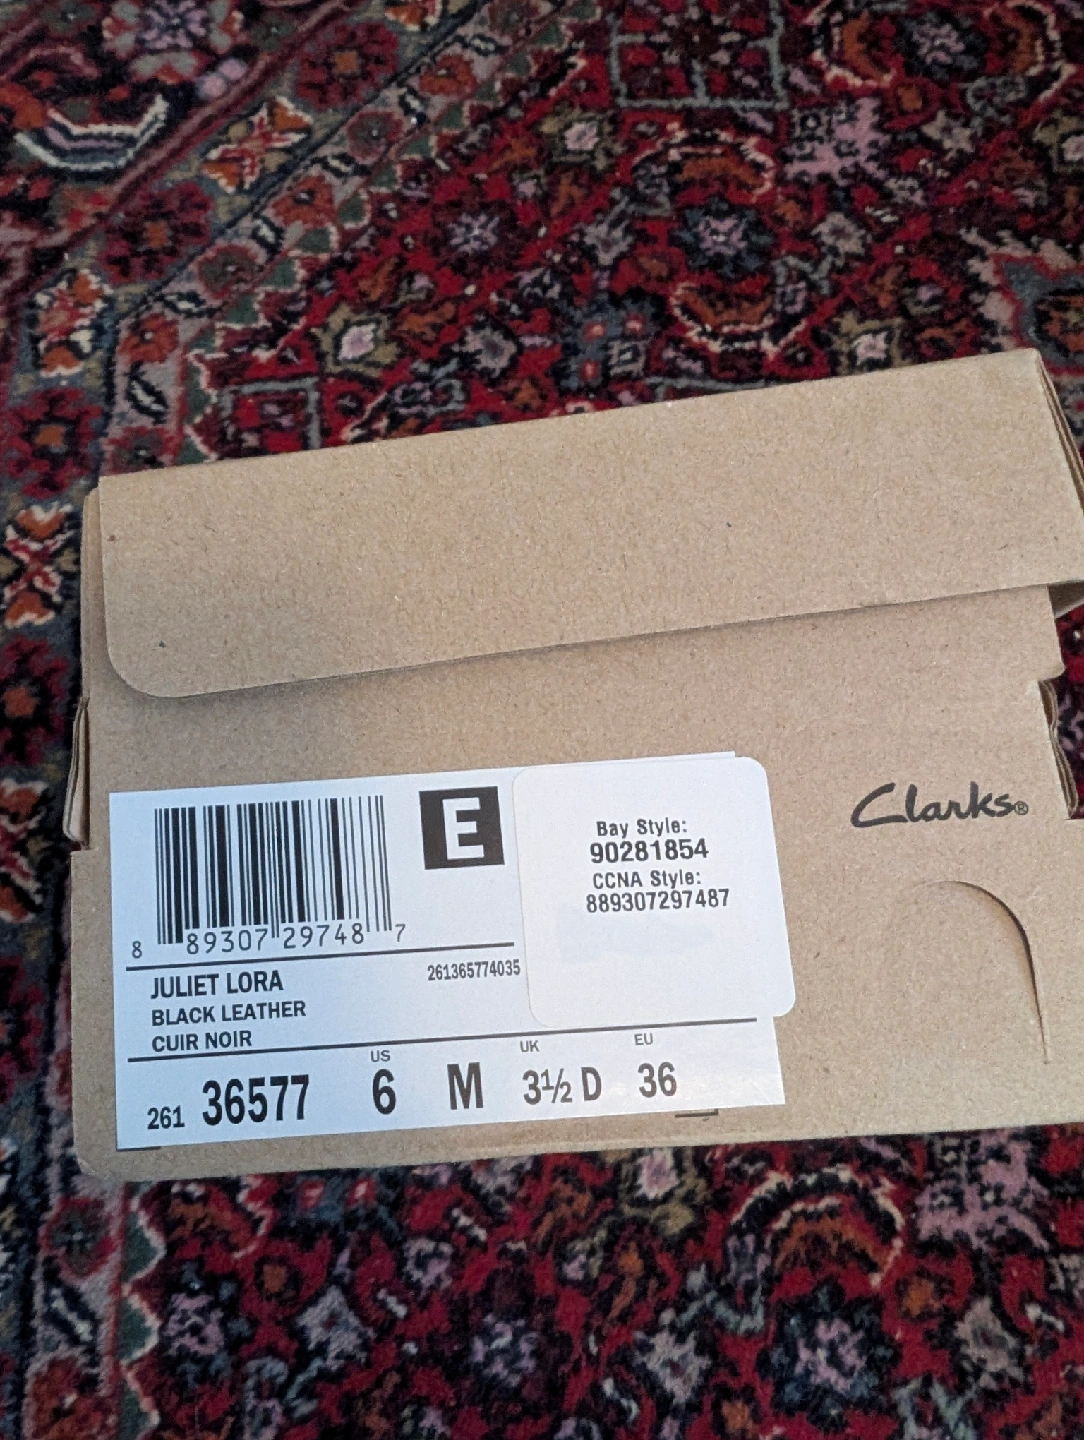 E
Bay Style:
90281854
CCNA Style:
889307297487
Clarks®
8 89307 29748 7
JULIET LORA
261365774035
BLACK LEATHER
CUIR NOIR
US
UK
EU
261 36577 6 M 3½ D 36